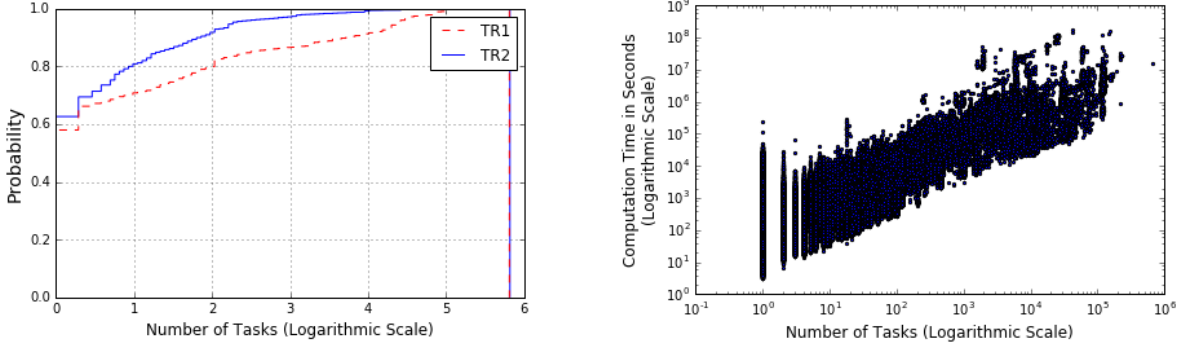 1.0
0.8
0.6
0.4
0.2
0.0
Probability
TR1
TR2
0 1 2 3 4 5 6
Number of Tasks (Logarithmic Scale)
10⁹
10⁸
10⁷
10⁶
10⁵
10⁴
10³
10²
10¹
10⁰
Computation Time in Seconds
(Logarithmic Scale)
10⁻¹ 10⁰ 10¹ 10² 10³ 10⁴ 10⁵ 10⁶
Number of Tasks (Logarithmic Scale)